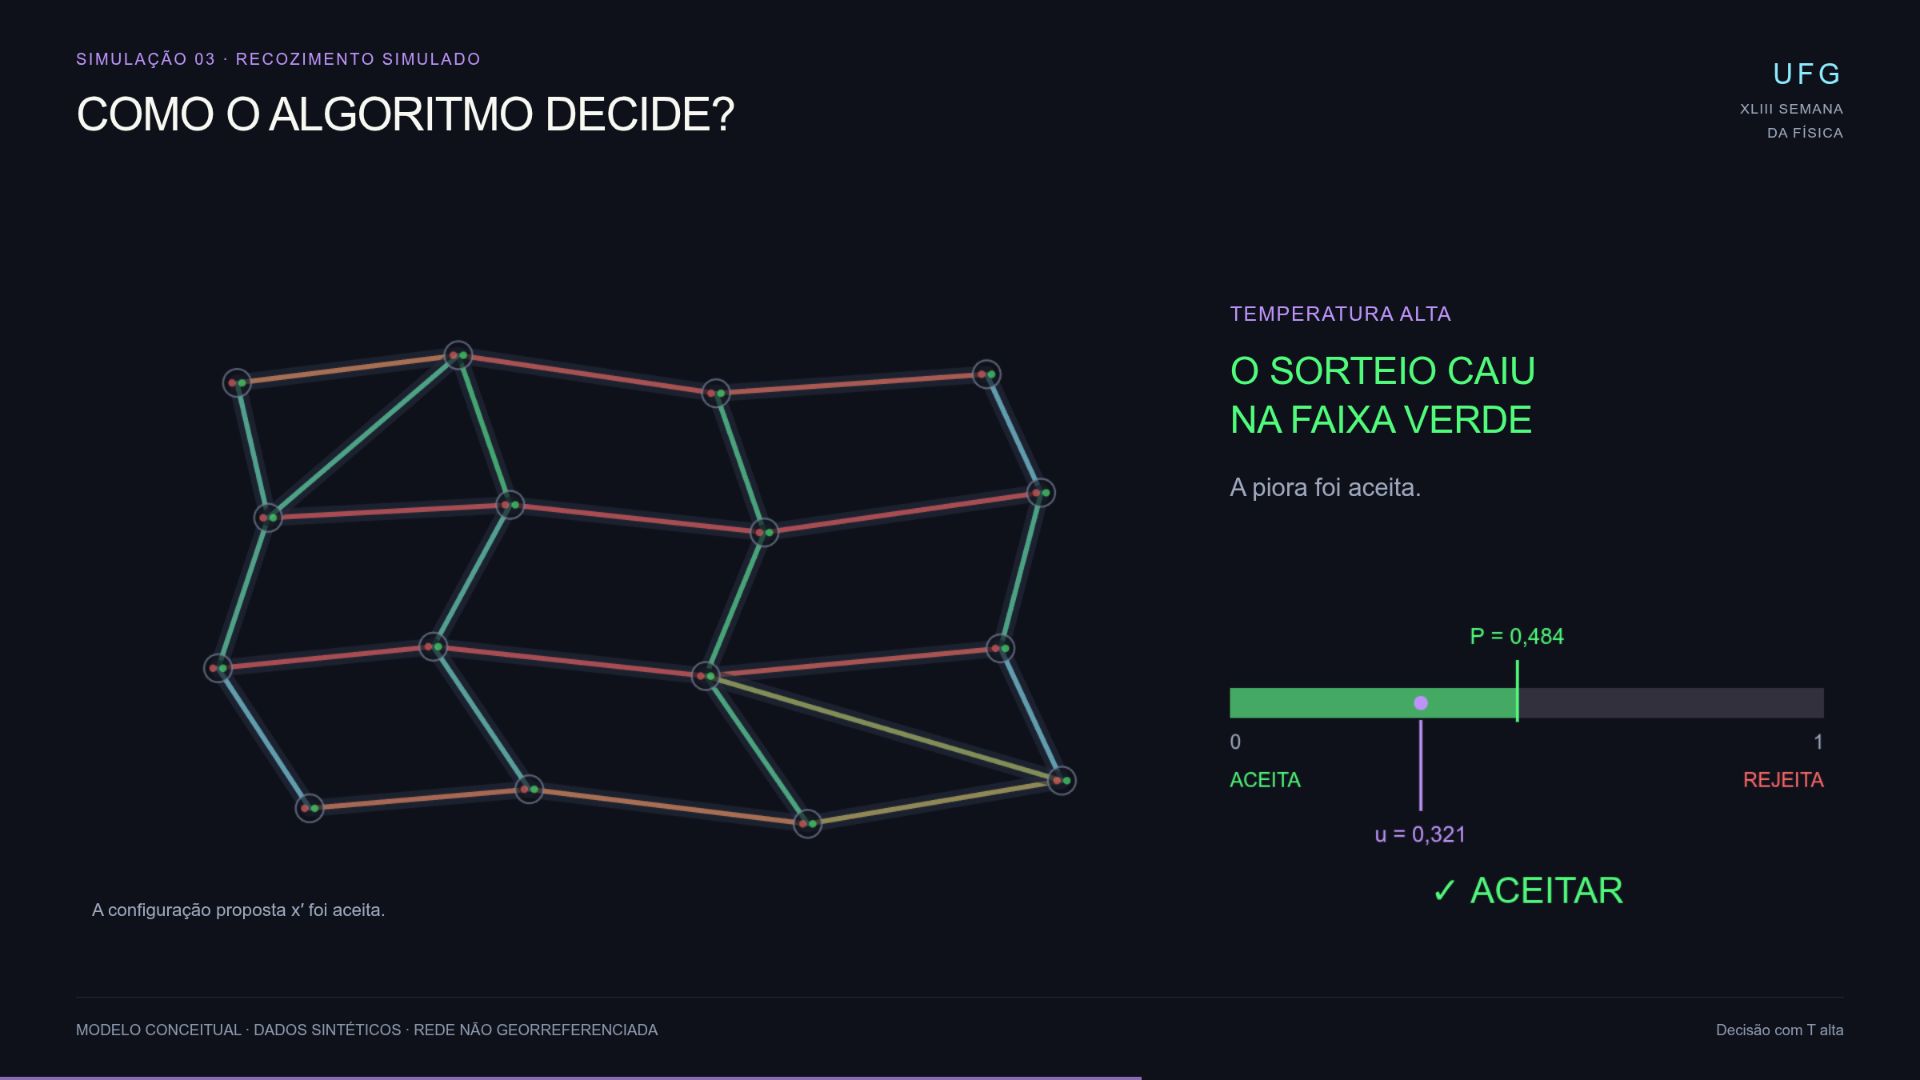 SIMULAÇÃO 03 · RECOZIMENTO SIMULADO
COMO O ALGORITMO DECIDE?
UFG
XLIII SEMANA
DA FÍSICA
TEMPERATURA ALTA
O SORTEIO CAIU
NA FAIXA VERDE
A piora foi aceita.
P = 0,484
0
1
ACEITA
REJEITA
u = 0,321
✓ ACEITAR
A configuração proposta x′ foi aceita.
MODELO CONCEITUAL · DADOS SINTÉTICOS · REDE NÃO GEORREFERENCIADA
Decisão com T alta